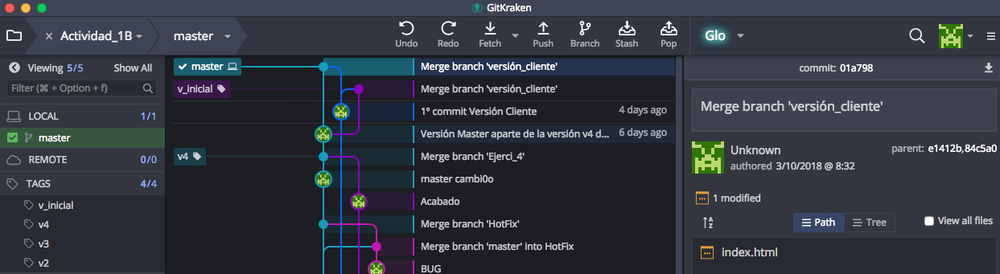 GitKraken
Actividad_1B
master
Undo
Redo
Fetch
Push
Branch
Stash
Pop
Glo
Viewing 5/5
Show All
Filter (⌘ + Option + f)
LOCAL 1/1
master
REMOTE 0/0
TAGS 4/4
v_inicial
v4
v3
v2
master
Merge branch 'versión_cliente'
v_inicial
Merge branch 'versión_cliente'
1º commit Versión Cliente 4 days ago
Versión Master aparte de la versión v4 d... 6 days ago
v4
Merge branch 'Ejerci_4'
master cambi0o
Acabado
Merge branch 'HotFix'
Merge branch 'master' into HotFix
BUG
commit: 01a798
Merge branch 'versión_cliente'
Unknown
parent: e1412b,84c5a0
authored 3/10/2018 @ 8:32
1 modified
A
Z
Path
Tree
View all files
index.html